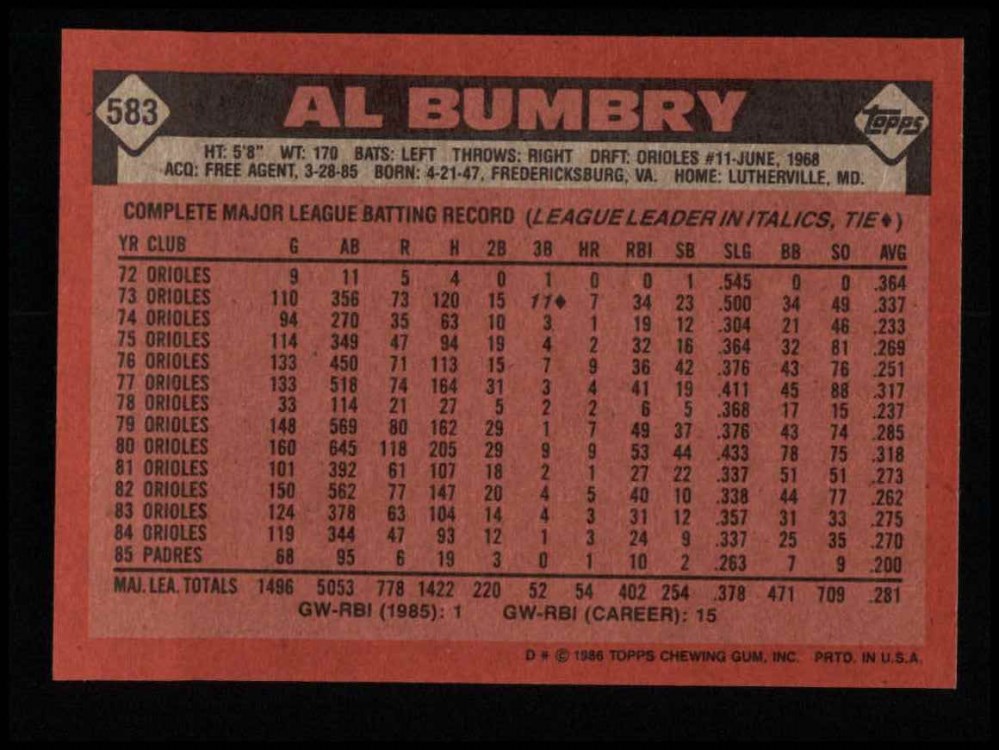 583 AL BUMBRY Topps
HT: 5'8" WT: 170 BATS: LEFT THROWS: RIGHT DRFT: ORIOLES #11-JUNE, 1968
ACQ: FREE AGENT, 3-28-85 BORN: 4-21-47, FREDERICKSBURG, VA. HOME: LUTHERVILLE, MD.
COMPLETE MAJOR LEAGUE BATTING RECORD (LEAGUE LEADER IN ITALICS, TIE♦)
YR CLUB G AB R H 2B 3B HR RBI SB SLG BB SO AVG
72 ORIOLES 9 11 5 4 0 1 0 0 1 .545 0 0 .364
73 ORIOLES 110 356 73 120 15 11♦ 7 34 23 .500 34 49 .337
74 ORIOLES 94 270 35 63 10 3 1 19 12 .304 21 46 .233
75 ORIOLES 114 349 47 94 19 4 2 32 16 .364 32 81 .269
76 ORIOLES 133 450 71 113 15 7 9 36 42 .376 43 76 .251
77 ORIOLES 133 518 74 164 31 3 4 41 19 .411 45 88 .317
78 ORIOLES 33 114 21 27 5 2 2 6 5 .368 17 15 .237
79 ORIOLES 148 569 80 162 29 1 7 49 37 .376 43 74 .285
80 ORIOLES 160 645 118 205 29 9 9 53 44 .433 78 75 .318
81 ORIOLES 101 392 61 107 18 2 1 27 22 .337 51 51 .273
82 ORIOLES 150 562 77 147 20 4 5 40 10 .338 44 77 .262
83 ORIOLES 124 378 63 104 14 4 3 31 12 .357 31 33 .275
84 ORIOLES 119 344 47 93 12 1 3 24 9 .337 25 35 .270
85 PADRES 68 95 6 19 3 0 1 10 2 .263 7 9 .200
MAJ. LEA. TOTALS 1496 5053 778 1422 220 52 54 402 254 .378 471 709 .281
GW-RBI (1985): 1 GW-RBI (CAREER): 15
D * © 1986 TOPPS CHEWING GUM, INC. PRTD. IN U.S.A.